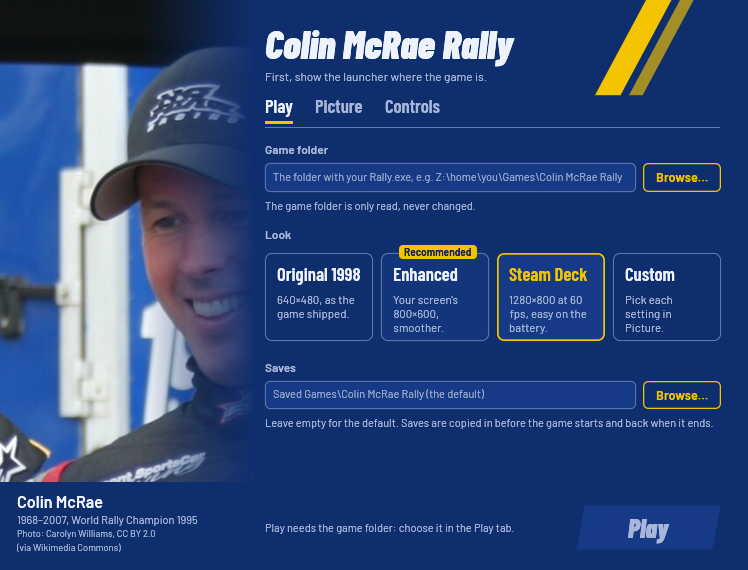 Colin McRae Rally
First, show the launcher where the game is.
Play
Picture
Controls
Game folder
The folder with your Rally.exe, e.g. Z:\home\you\Games\Colin McRae Rally
Browse...
The game folder is only read, never changed.
Look
Original 1998
640×480, as the
game shipped.
Recommended
Enhanced
Your screen's
800×600,
smoother.
Steam Deck
1280×800 at 60
fps, easy on the
battery.
Custom
Pick each
setting in
Picture.
Saves
Saved Games\Colin McRae Rally (the default)
Browse...
Leave empty for the default. Saves are copied in before the game starts and back when it ends.
RACING
Colin McRae
1968–2007, World Rally Champion 1995
Photo: Carolyn Williams, CC BY 2.0
(via Wikimedia Commons)
Play needs the game folder: choose it in the Play tab.
Play